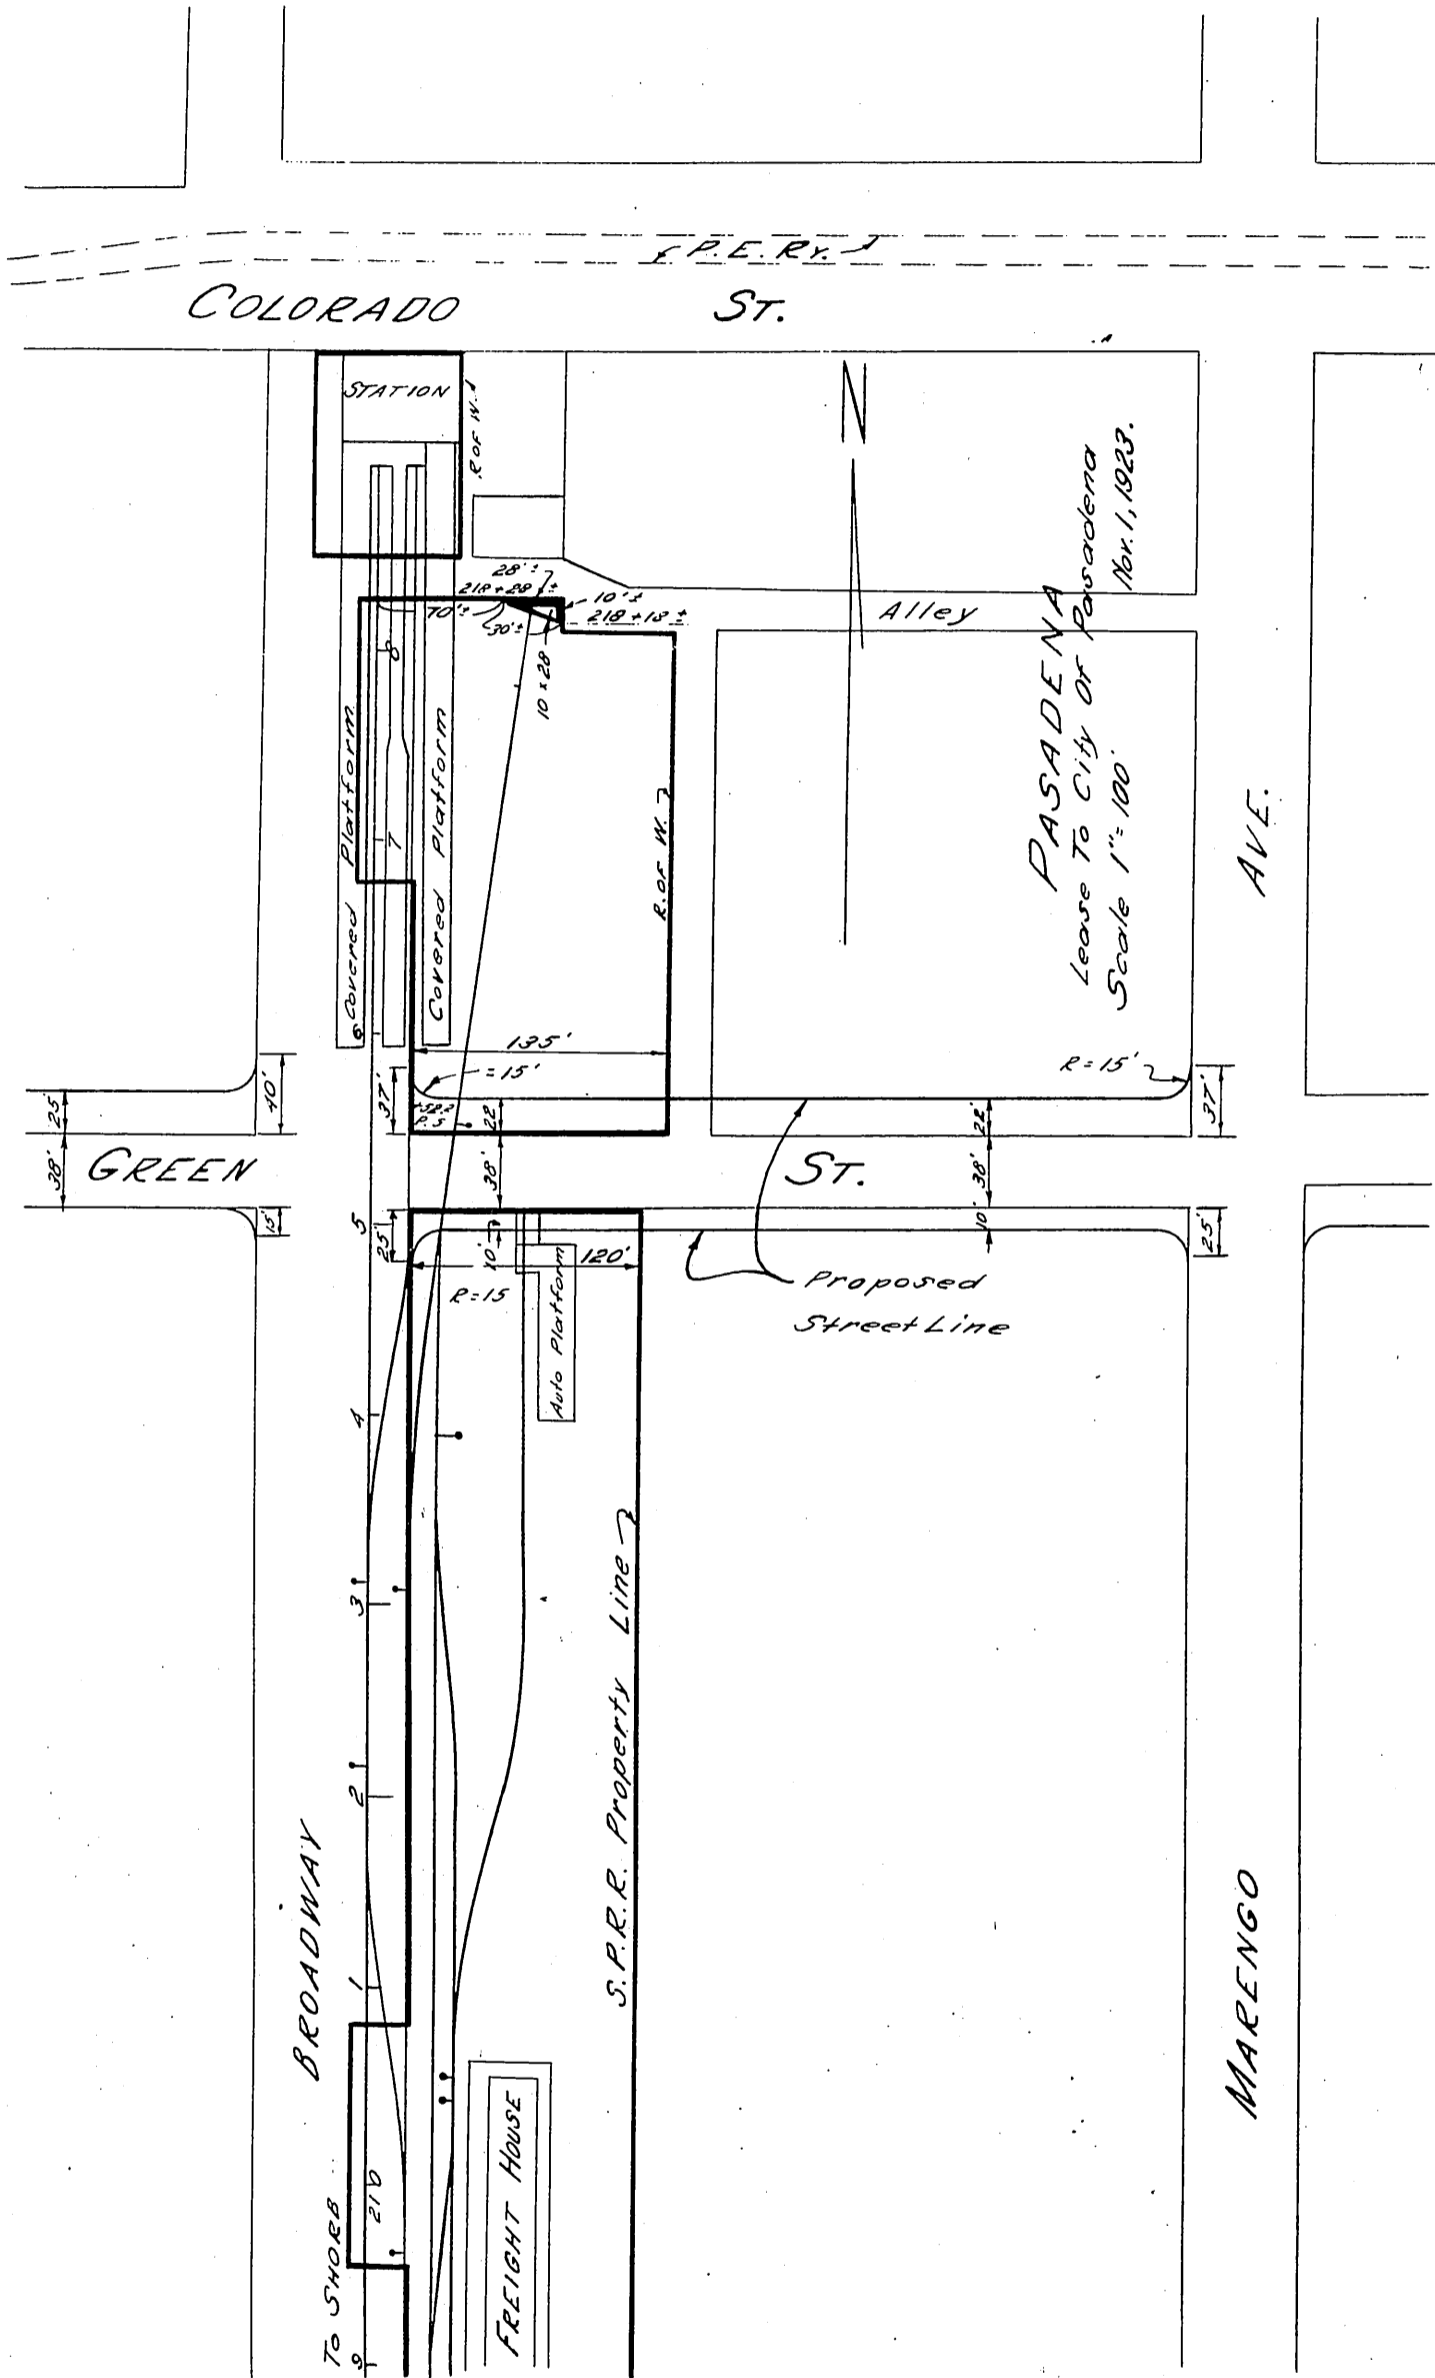 P.E. RY.
COLORADO ST.
STATION
R OF W.
28'±
218+28 ±
70'±
10'±
218+18 ±
30'±
10 x 28
Alley
8
7
6
Covered Platform
Covered Platform
R. OF W.
PASADENA
Lease To City Of Pasadena
Scale 1"=100' Nov. 1, 1923.
135'
=15'
R=15'
40'
25'
37'
+52.2
P.S.
22'
22'
37'
38'
GREEN ST.
38'
38'
15'
5
25'
10'
120'
10'
25'
R=15
Auto Platform
Proposed
Street Line
4
3
2
1
S.P.R.R. Property Line
BROADWAY
MARENGO AVE.
TO SHORB
210
9
FREIGHT HOUSE